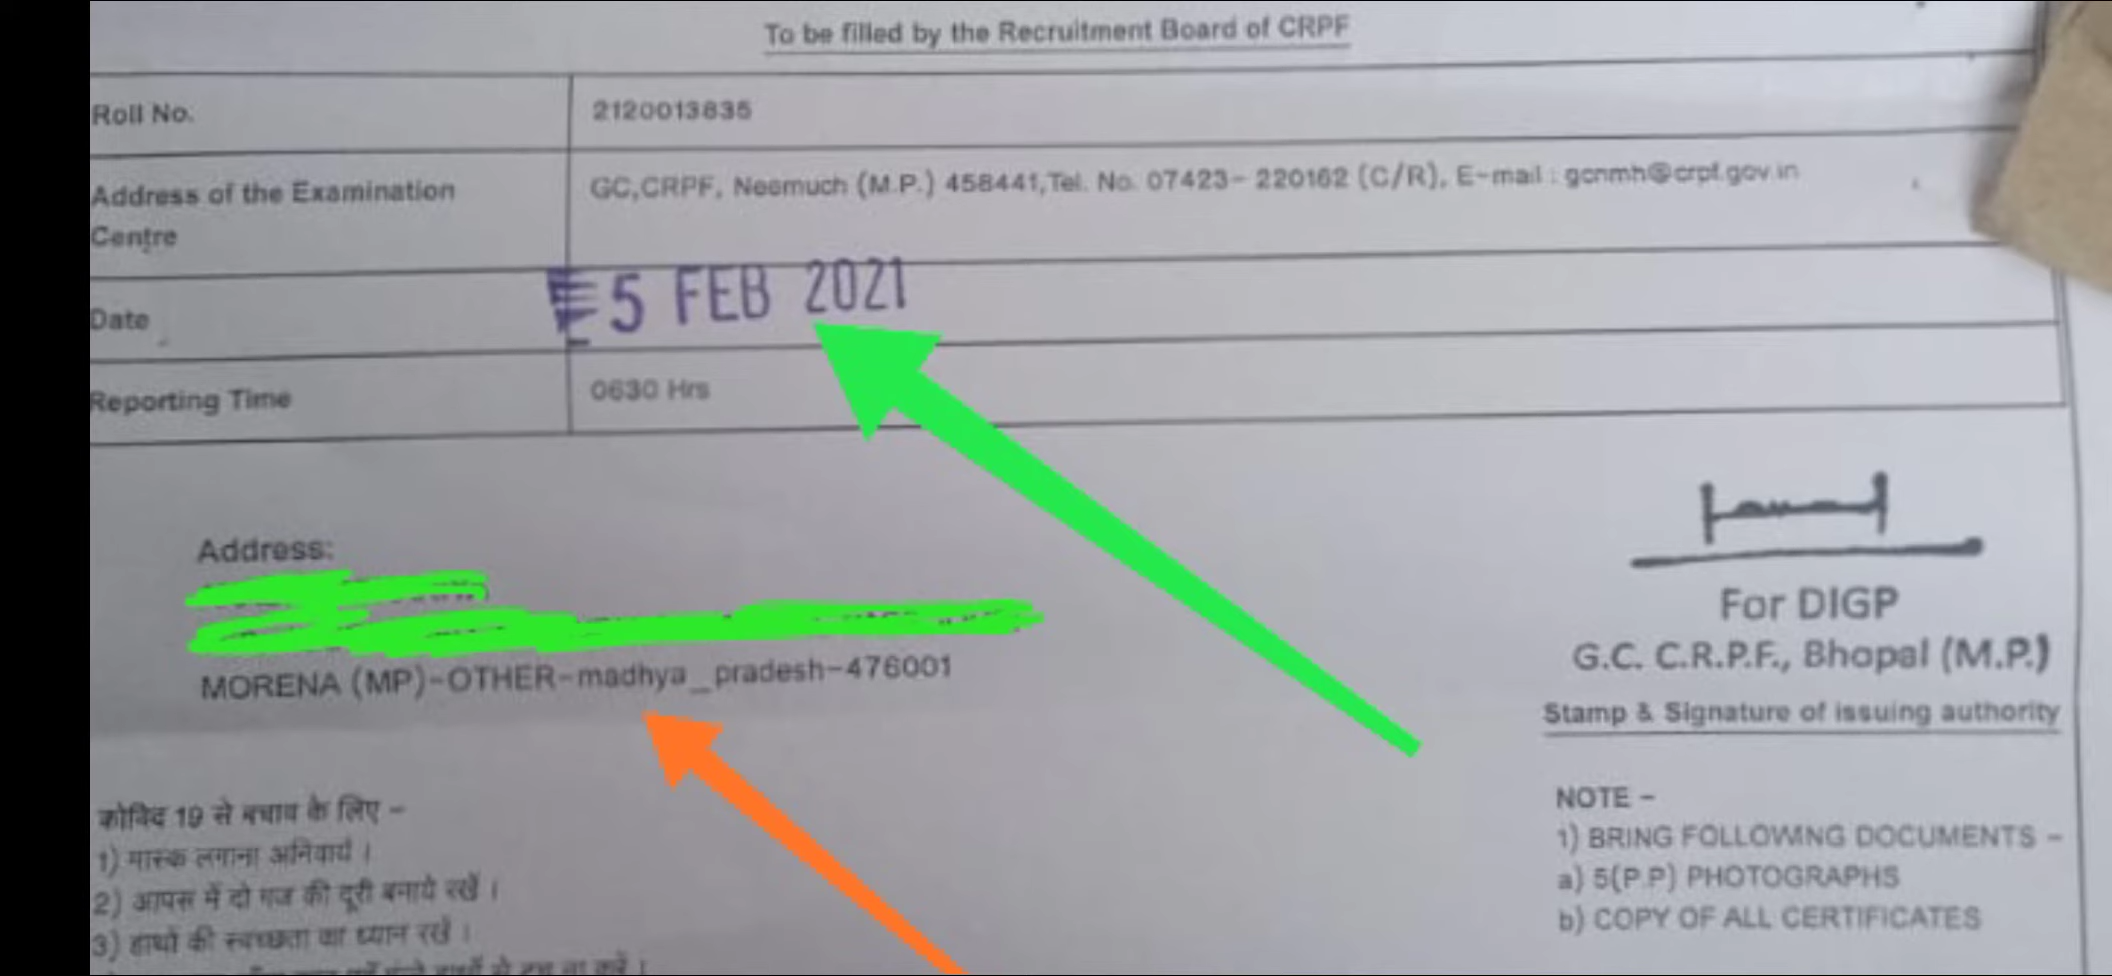 To be filled by the Recruitment Board of CRPF
Roll No. 2120013835
Address of the Examination Centre GC,CRPF, Neemuch (M.P.) 458441,Tel. No. 07423- 220162 (C/R), E-mail : gcnmh@crpf.gov.in
Date 5 FEB 2021
Reporting Time 0630 Hrs
Address:
MORENA (MP)-OTHER-madhya_pradesh-476001
For DIGP
G.C. C.R.P.F., Bhopal (M.P.)
Stamp & Signature of issuing authority
कोविद 19 से बचाव के लिए -
1) मास्क लगाना अनिवार्य ।
2) आपस में दो गज की दूरी बनाये रखें ।
3) हाथों की स्वच्छता का ध्यान रखें ।
NOTE -
1) BRING FOLLOWING DOCUMENTS -
a) 5(P.P) PHOTOGRAPHS
b) COPY OF ALL CERTIFICATES